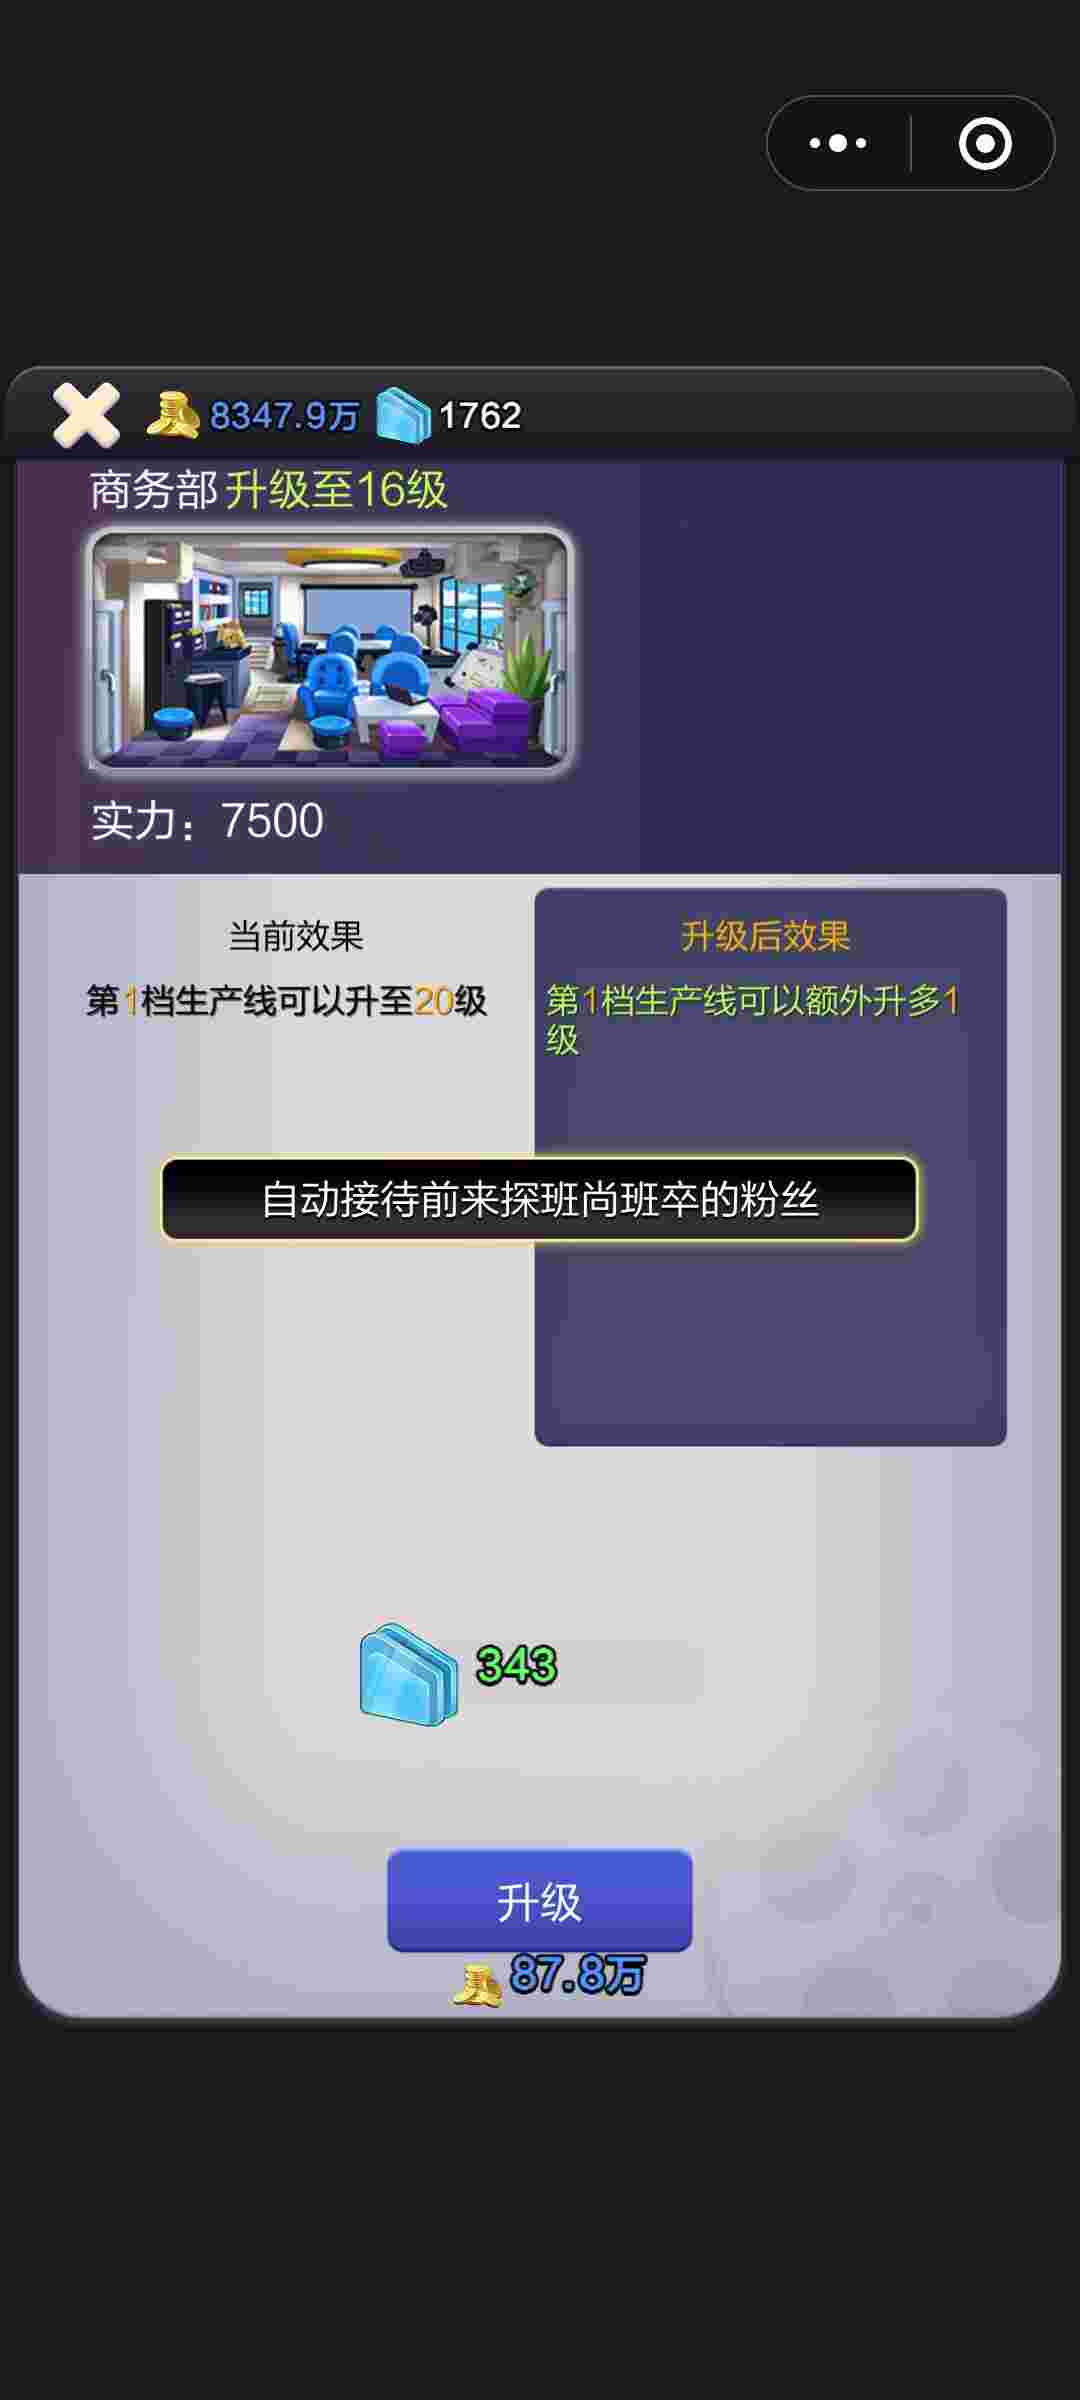 8347.9万 1762
商务部升级至16级
实力：7500
当前效果
第1档生产线可以升至20级
升级后效果
第1档生产线可以额外升多1
级
自动接待前来探班尚班卒的粉丝
343
升级
87.8万